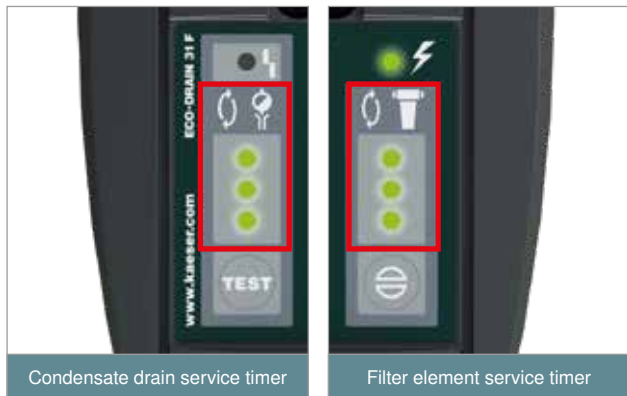 ECO-DRAIN 31 F
www.kaeser.com
TEST
Condensate drain service timer
Filter element service timer